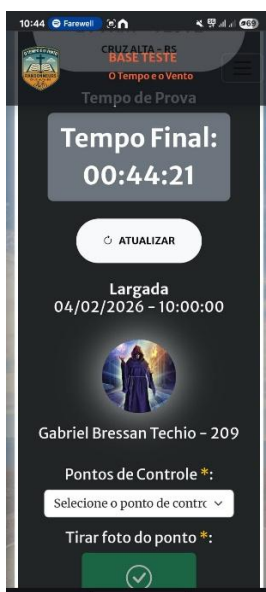 10:44
Farewell
69
CRUZ ALTA - RS
BASE TESTE
O Tempo e o Vento
Tempo de Prova
Tempo Final:
00:44:21
ATUALIZAR
Largada
04/02/2026 - 10:00:00
Gabriel Bressan Techio - 209
Pontos de Controle *:
Selecione o ponto de contrc
Tirar foto do ponto *: